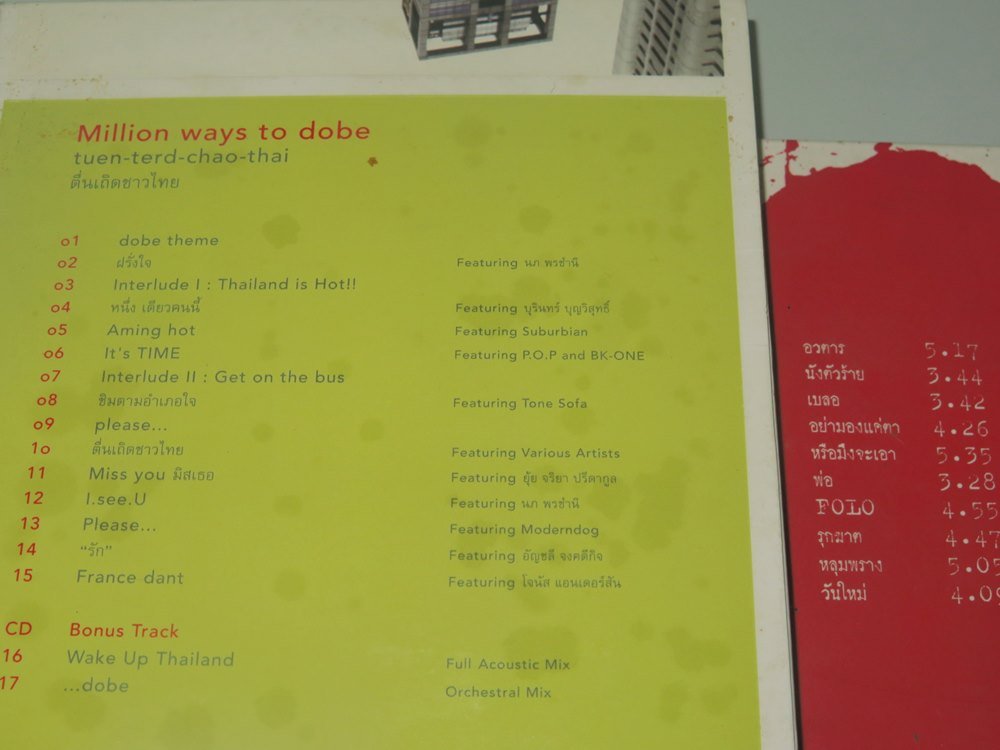 Million ways to dobe
tuen-terd-chao-thai
ตื่นเถิดชาวไทย
o1 dobe theme
o2 ฝรั่งใจ Featuring นภ พรชำนิ
o3 Interlude I : Thailand is Hot!!
o4 หนึ่ง เดียวคนนี้ Featuring บุรินทร์ บุญวิสุทธิ์
o5 Aming hot Featuring Suburbian
o6 It's TIME Featuring P.O.P and BK-ONE
o7 Interlude II : Get on the bus
o8 ชิมตามอำเภอใจ Featuring Tone Sofa
o9 please...
1o ตื่นเถิดชาวไทย Featuring Various Artists
11 Miss you มิสเธอ Featuring ยุ้ย จริยา ปรีดากูล
12 I.see.U Featuring นภ พรชำนิ
13 Please... Featuring Moderndog
14 “รัก” Featuring อัญชลี จงคดีกิจ
15 France dant Featuring โจนัส แอนเดอร์สัน
CD Bonus Track
16 Wake Up Thailand Full Acoustic Mix
17 ...dobe Orchestral Mix
อวตาร 5.17
นังตัวร้าย 3.44
เบลอ 3.42
อย่ามองแค่ตา 4.26
หรือมึงจะเอา 5.35
พ่อ 3.28
FOLO 4.55
รุกฆาต 4.47
หลุมพราง 5.05
วันใหม่ 4.09